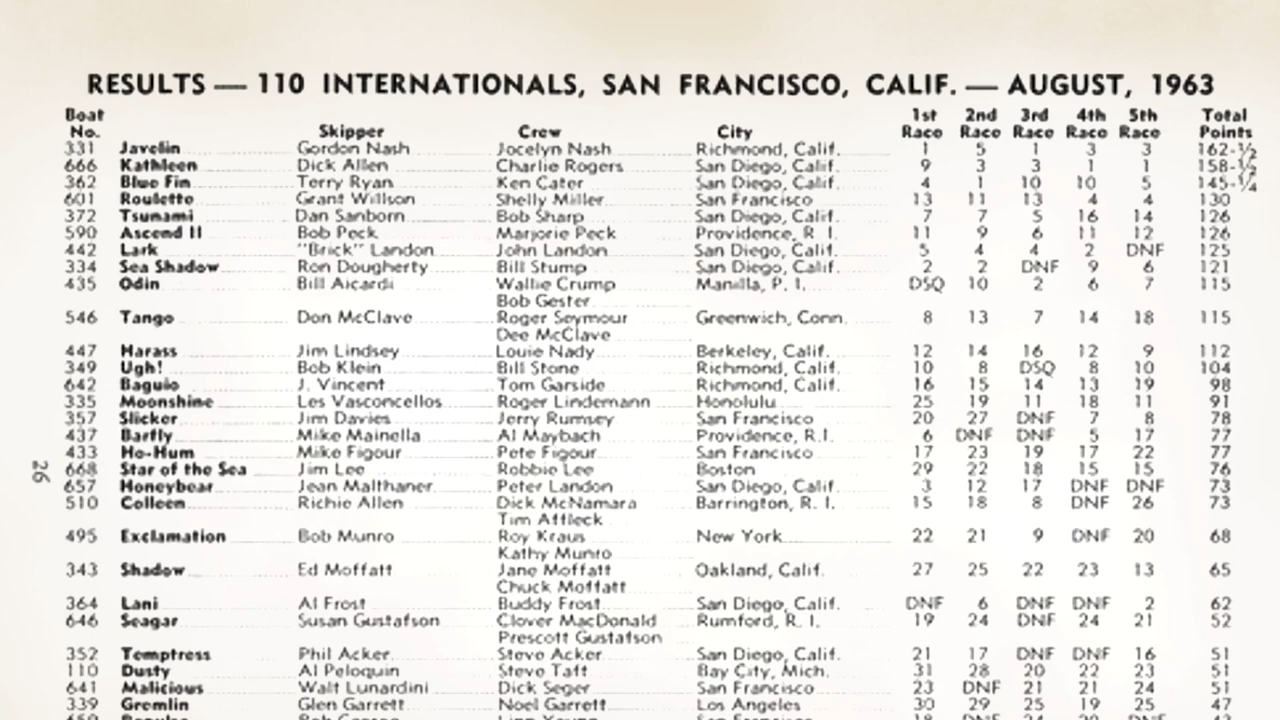 RESULTS — 110 INTERNATIONALS, SAN FRANCISCO, CALIF. — AUGUST, 1963
Boat 1st 2nd 3rd 4th 5th Total
No. Skipper Crew City Race Race Race Race Race Points
331 Javelin Gordon Nash Jocelyn Nash Richmond, Calif. 1 5 1 3 3 162-½
666 Kathleen Dick Allen Charlie Rogers San Diego, Calif. 9 3 3 1 1 158-½
362 Blue Fin Terry Ryan Ken Cater San Diego, Calif. 4 1 10 10 5 145-¼
601 Roulette Grant Willson Shelly Miller San Francisco 13 11 13 4 4 130
372 Tsunami Dan Sanborn Bob Sharp San Diego, Calif. 7 7 5 16 14 126
590 Ascend II Bob Peck Marjorie Peck Providence, R. I. 11 9 6 11 12 126
442 Lark "Brick" Landon John Landon San Diego, Calif. 5 4 4 2 DNF 125
334 Sea Shadow Ron Dougherty Bill Stump San Diego, Calif. 2 2 DNF 9 6 121
435 Odin Bill Aicardi Wallie Crump Manilla, P. I. DSQ 10 2 6 7 115
Bob Gester
546 Tango Don McClave Roger Seymour Greenwich, Conn. 8 13 7 14 18 115
Dee McClave
447 Harass Jim Lindsey Louie Nady Berkeley, Calif. 12 14 16 12 9 112
349 Ugh! Bob Klein Bill Stone Richmond, Calif. 10 8 DSQ 8 10 104
642 Baguio J. Vincent Tom Garside Richmond, Calif. 16 15 14 13 19 98
335 Moonshine Les Vasconcellos Roger Lindemann Honolulu 25 19 11 18 11 91
357 Slicker Jim Davies Jerry Rumsey San Francisco 20 27 DNF 7 8 78
437 Barfly Mike Mainella Al Maybach Providence, R.I. 6 DNF DNF 5 17 77
433 Ho-Hum Mike Figour Pete Figour San Francisco 17 23 19 17 22 77
668 Star of the Sea Jim Lee Robbie Lee Boston 29 22 18 15 15 76
657 Honeybear Jean Malthaner Peter Landon San Diego, Calif. 3 12 17 DNF DNF 73
510 Colleen Richie Allen Dick McNamara Barrington, R. I. 15 18 8 DNF 26 73
Tim Affleck
495 Exclamation Bob Munro Roy Kraus New York 22 21 9 DNF 20 68
Kathy Munro
343 Shadow Ed Moffatt Jane Moffatt Oakland, Calif. 27 25 22 23 13 65
Chuck Moffatt
364 Lani Al Frost Buddy Frost San Diego, Calif. DNF 6 DNF DNF 2 62
646 Seagar Susan Gustafson Clover MacDonald Rumford, R. I. 19 24 DNF 24 21 52
Prescott Gustafson
352 Temptress Phil Acker Steve Acker San Diego, Calif. 21 17 DNF DNF 16 51
110 Dusty Al Peloquin Steve Taft Bay City, Mich. 31 28 20 22 23 51
641 Malicious Walt Lunardini Dick Seger San Francisco 23 DNF 21 21 24 51
339 Gremlin Glen Garrett Noel Garrett Los Angeles 30 29 25 19 25 47
26